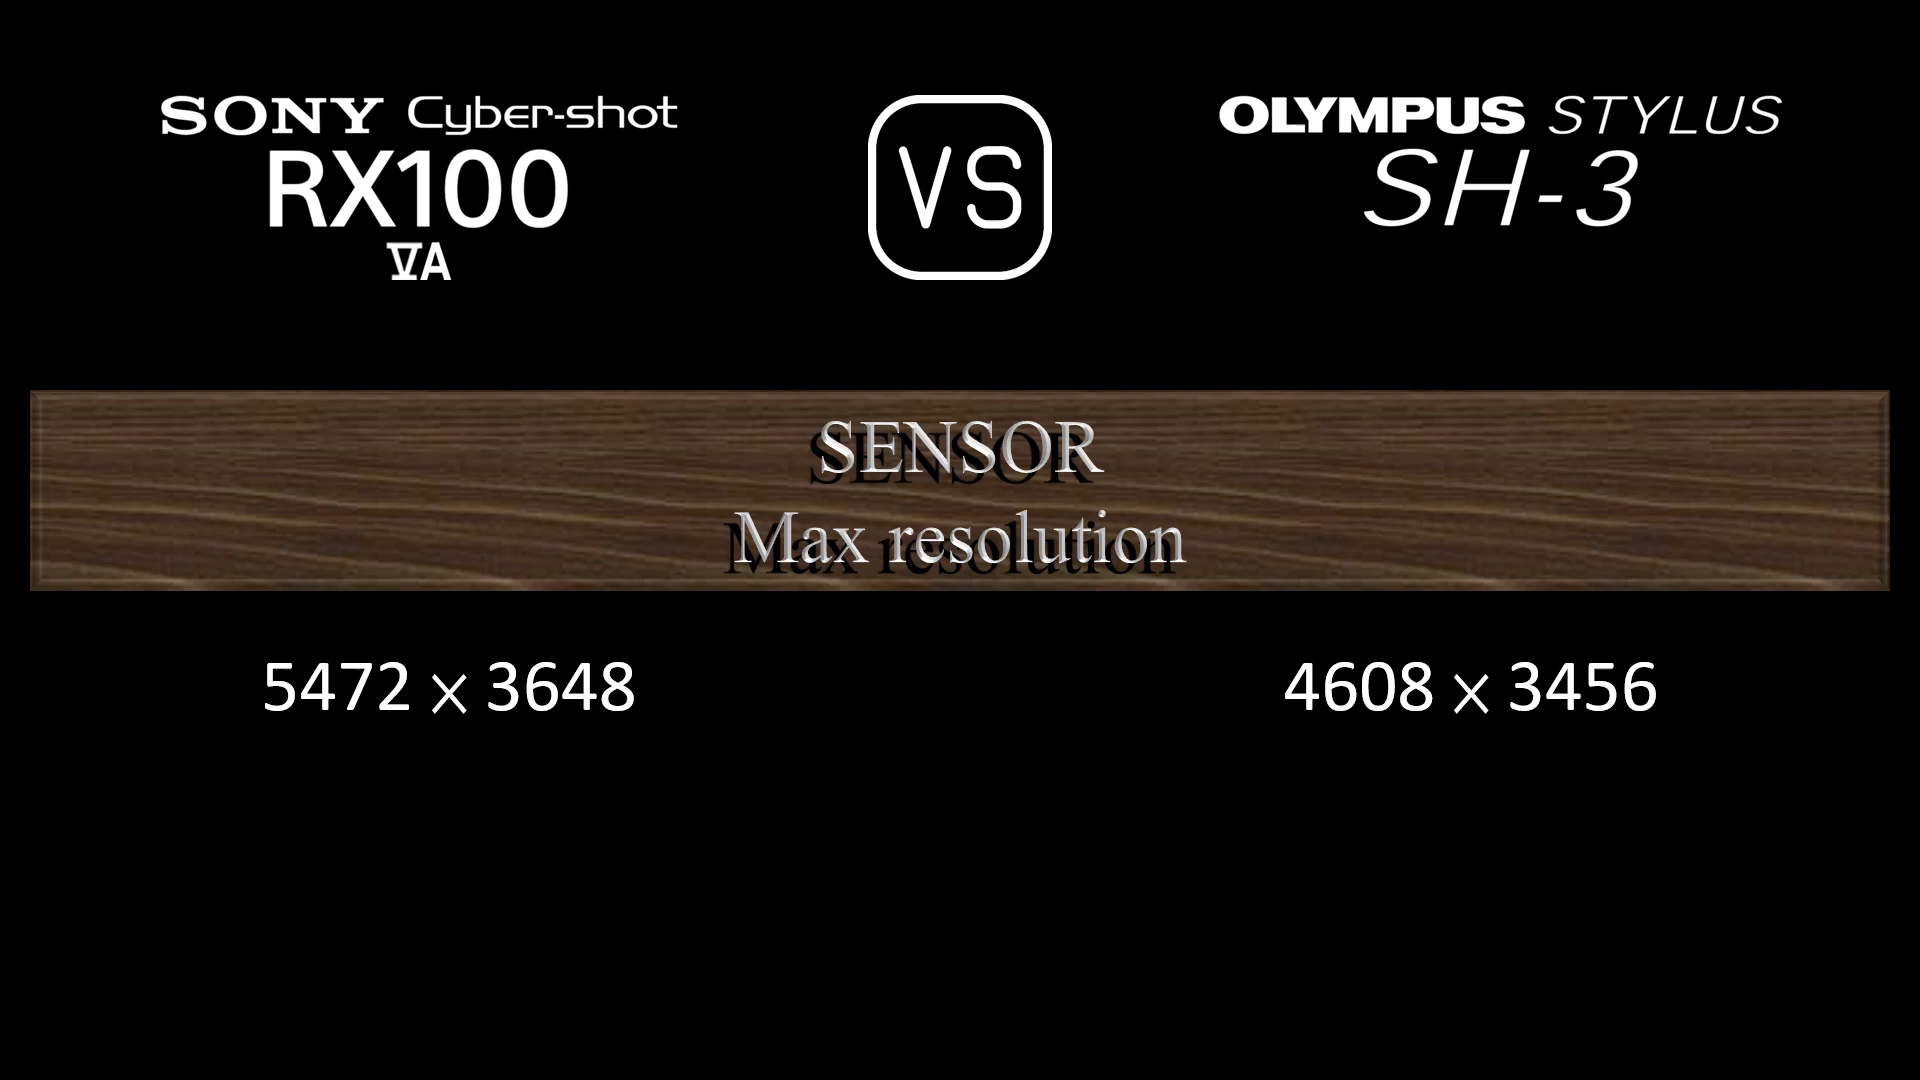 SONY Cyber-shot
RX100
VA
VS
OLYMPUS STYLUS
SH-3
SENSOR
Max resolution
5472 x 3648
4608 x 3456